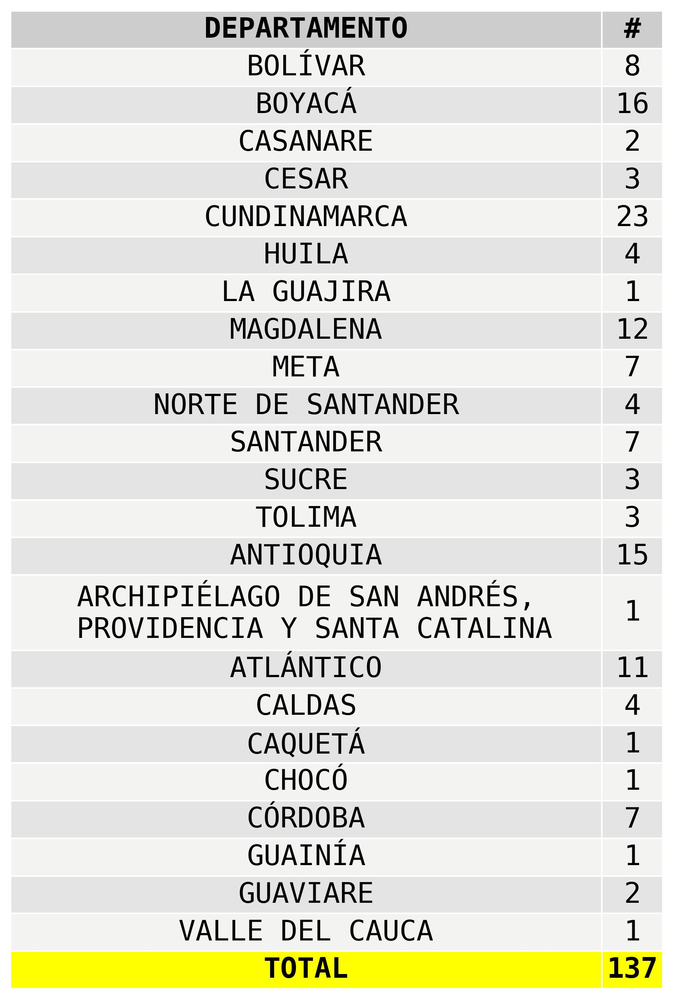 DEPARTAMENTO #
BOLÍVAR 8
BOYACÁ 16
CASANARE 2
CESAR 3
CUNDINAMARCA 23
HUILA 4
LA GUAJIRA 1
MAGDALENA 12
META 7
NORTE DE SANTANDER 4
SANTANDER 7
SUCRE 3
TOLIMA 3
ANTIOQUIA 15
ARCHIPIÉLAGO DE SAN ANDRÉS,
PROVIDENCIA Y SANTA CATALINA 1
ATLÁNTICO 11
CALDAS 4
CAQUETÁ 1
CHOCÓ 1
CÓRDOBA 7
GUAINÍA 1
GUAVIARE 2
VALLE DEL CAUCA 1
TOTAL 137